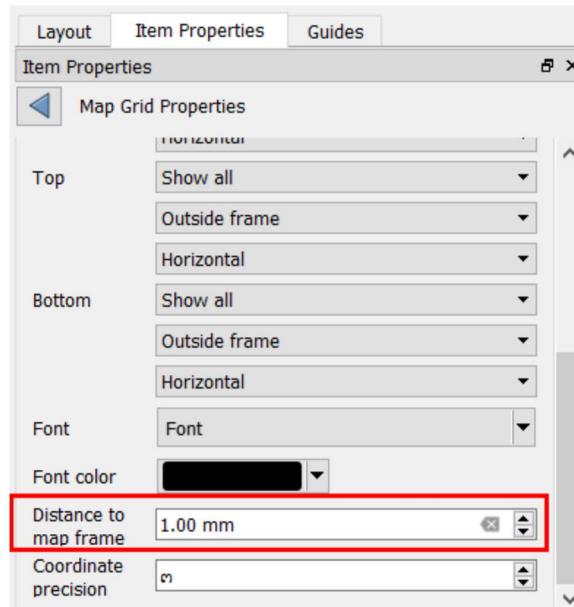 Layout Item Properties Guides
Item Properties
Map Grid Properties
Horizontal
Top Show all
Outside frame
Horizontal
Bottom Show all
Outside frame
Horizontal
Font Font
Font color
Distance to
map frame 1.00 mm
Coordinate
precision 3